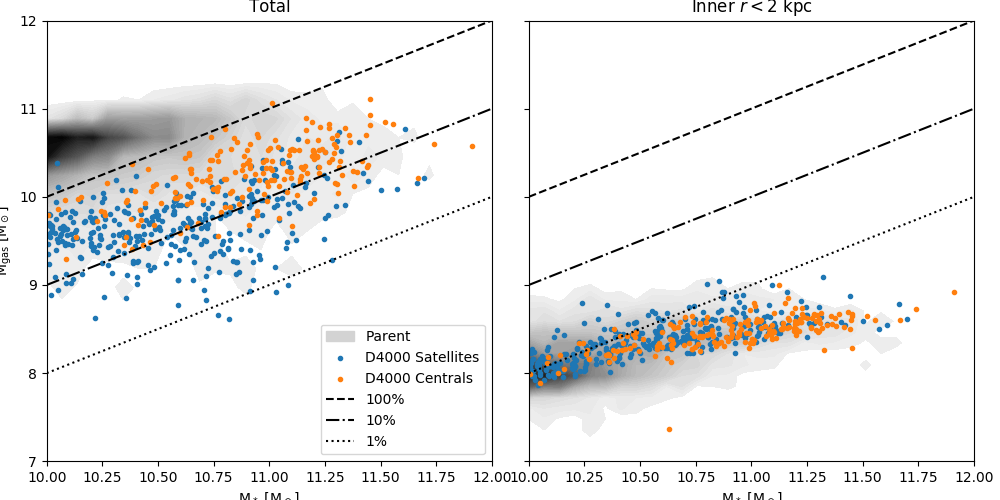 Total
Inner r < 2 kpc
12
11
10
9
8
7
Mgas [M⊙]
Parent
D4000 Satellites
D4000 Centrals
100%
10%
1%
10.00 10.25 10.50 10.75 11.00 11.25 11.50 11.75 12.00
10.00 10.25 10.50 10.75 11.00 11.25 11.50 11.75 12.00
M* [M⊙]
M* [M⊙]